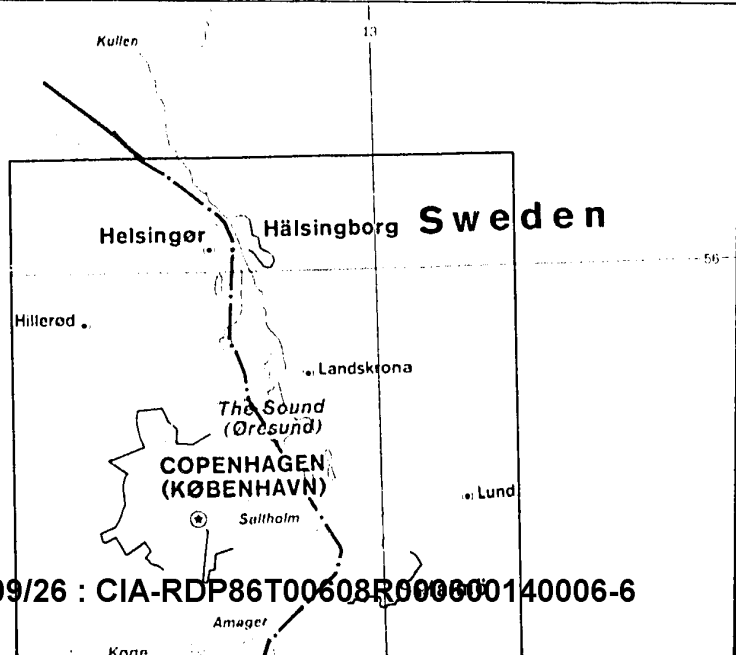 13
Kullen
Sweden
Hälsingborg
Helsingør
56
Hillerød
Landskrona
The Sound
(Øresund)
COPENHAGEN
(KØBENHAVN)
Lund
Saltholm
09/26 : CIA-RDP86T00608R000600140006-6
Amager